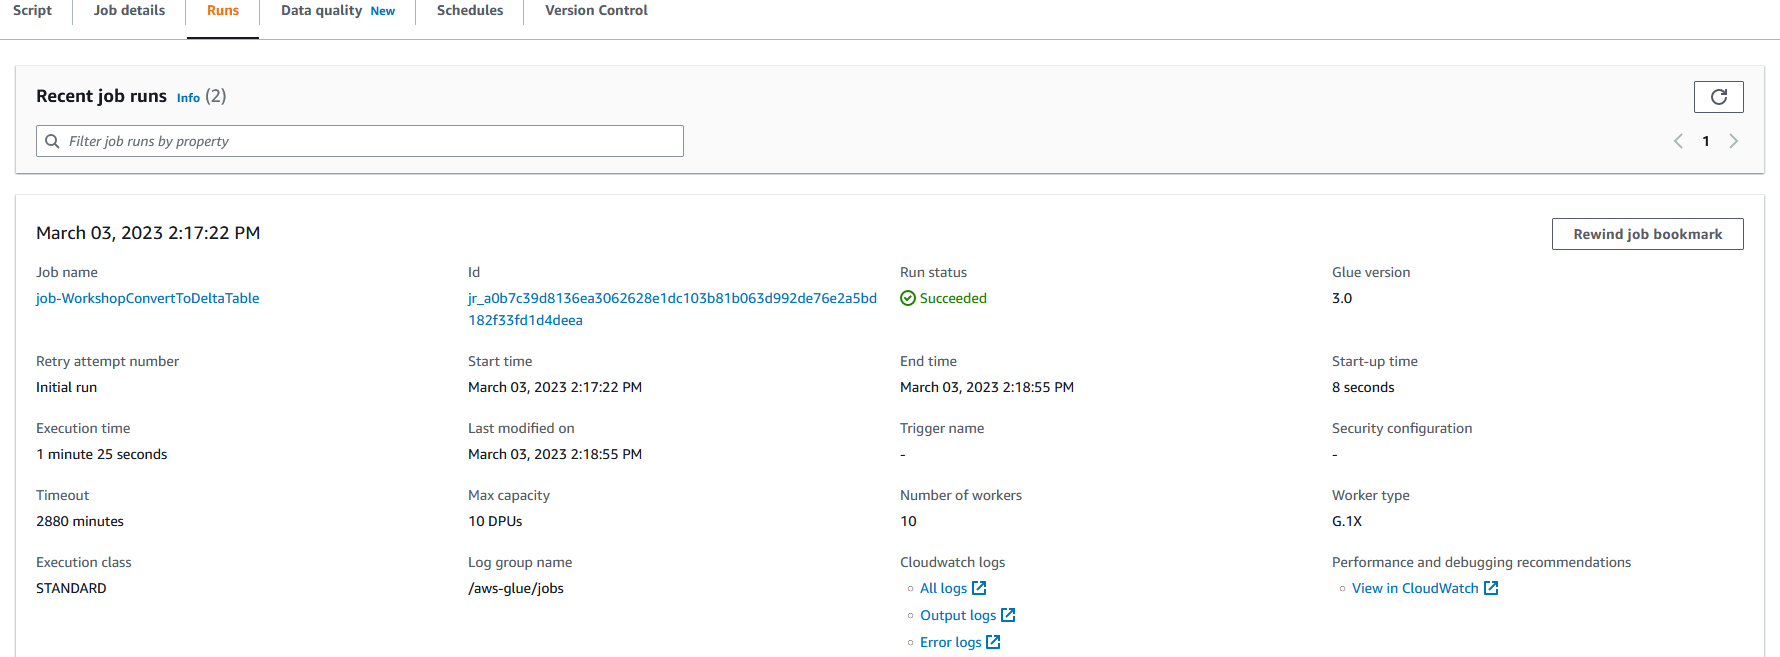 Script
Job details
Runs
Data quality New
Schedules
Version Control
Recent job runs Info (2)
Filter job runs by property
1
March 03, 2023 2:17:22 PM
Rewind job bookmark
Job name
job-WorkshopConvertToDeltaTable
Id
jr_a0b7c39d8136ea3062628e1dc103b81b063d992de76e2a5bd
182f33fd1d4deea
Run status
Succeeded
Glue version
3.0
Retry attempt number
Initial run
Start time
March 03, 2023 2:17:22 PM
End time
March 03, 2023 2:18:55 PM
Start-up time
8 seconds
Execution time
1 minute 25 seconds
Last modified on
March 03, 2023 2:18:55 PM
Trigger name
-
Security configuration
-
Timeout
2880 minutes
Max capacity
10 DPUs
Number of workers
10
Worker type
G.1X
Execution class
STANDARD
Log group name
/aws-glue/jobs
Cloudwatch logs
All logs
Output logs
Error logs
Performance and debugging recommendations
View in CloudWatch